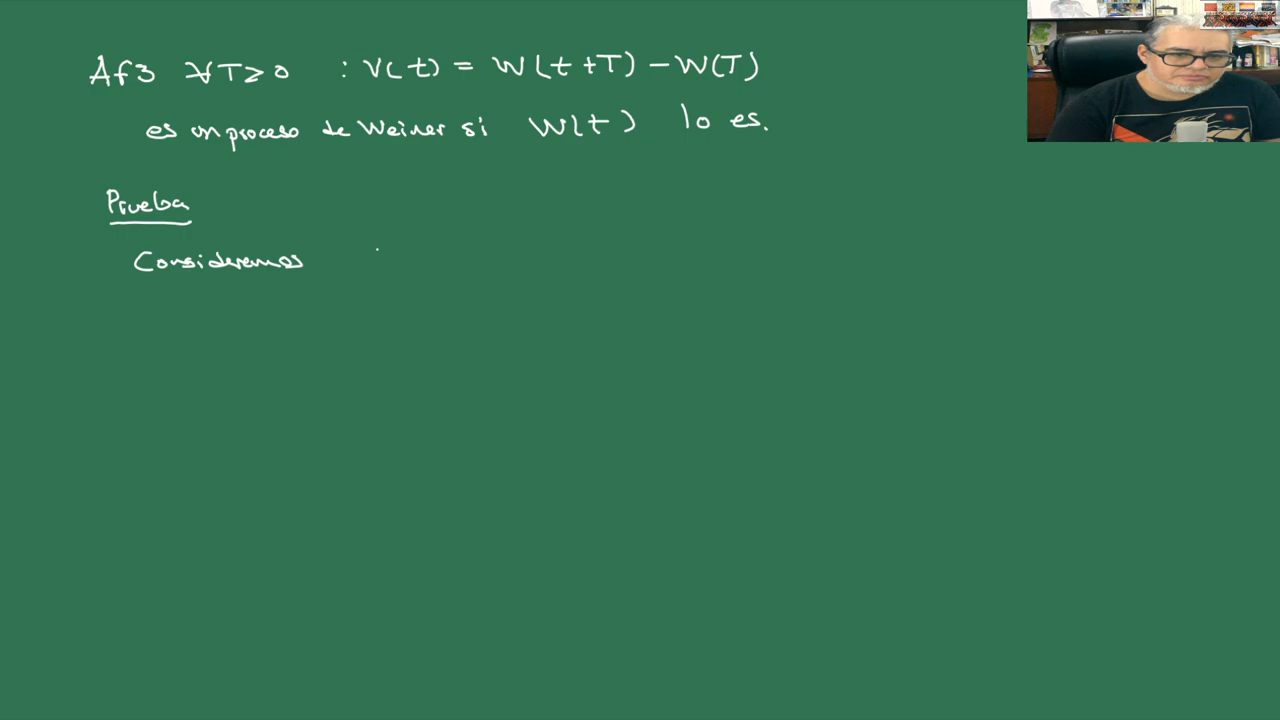 Af3 ∀T≥0 : V(t) = W(t+T) - W(T)
es un proceso de Weiner si W(t) lo es.
Prueba
Consideremos